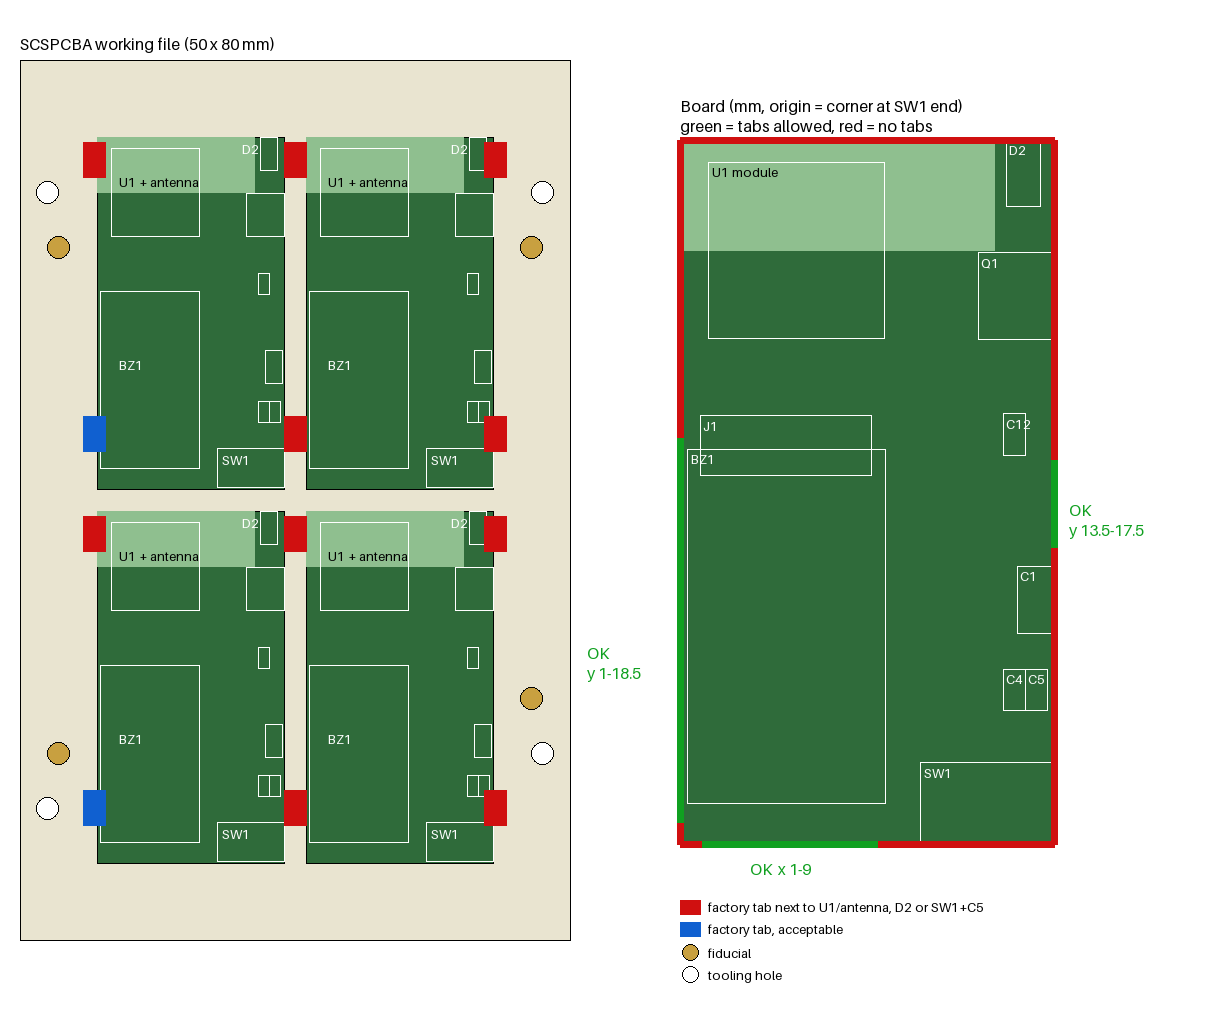 SCSPCBA working file (50 x 80 mm)
Board (mm, origin = corner at SW1 end)
green = tabs allowed, red = no tabs
D2
D2
U1 + antenna
U1 + antenna
BZ1
BZ1
SW1
SW1
D2
D2
U1 + antenna
U1 + antenna
BZ1
BZ1
SW1
SW1
OK
y 1-18.5
D2
U1 module
Q1
J1
C12
BZ1
OK
y 13.5-17.5
C1
C4
C5
SW1
OK x 1-9
factory tab next to U1/antenna, D2 or SW1+C5
factory tab, acceptable
fiducial
tooling hole